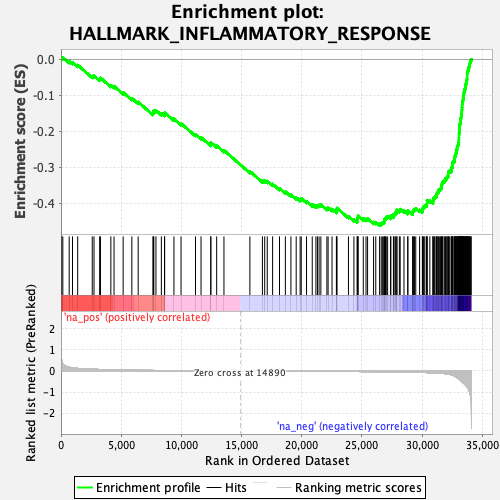 Enrichment plot:
HALLMARK_INFLAMMATORY_RESPONSE
Enrichment score (ES)
0.0
-0.1
-0.2
-0.3
-0.4
'na_pos' (positively correlated)
Ranked list metric (PreRanked)
2
1
0
-1
-2
Zero cross at 14890
'na_neg' (negatively correlated)
0 5,000 10,000 15,000 20,000 25,000 30,000 35,000
Rank in Ordered Dataset
Enrichment profile Hits Ranking metric scores